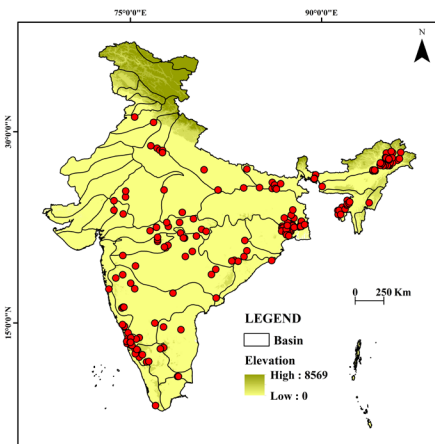 75°0'0"E 90°0'0"E
N
30°0'0"N
15°0'0"N
0 250 Km
LEGEND
Basin
Elevation
High : 8569
Low : 0